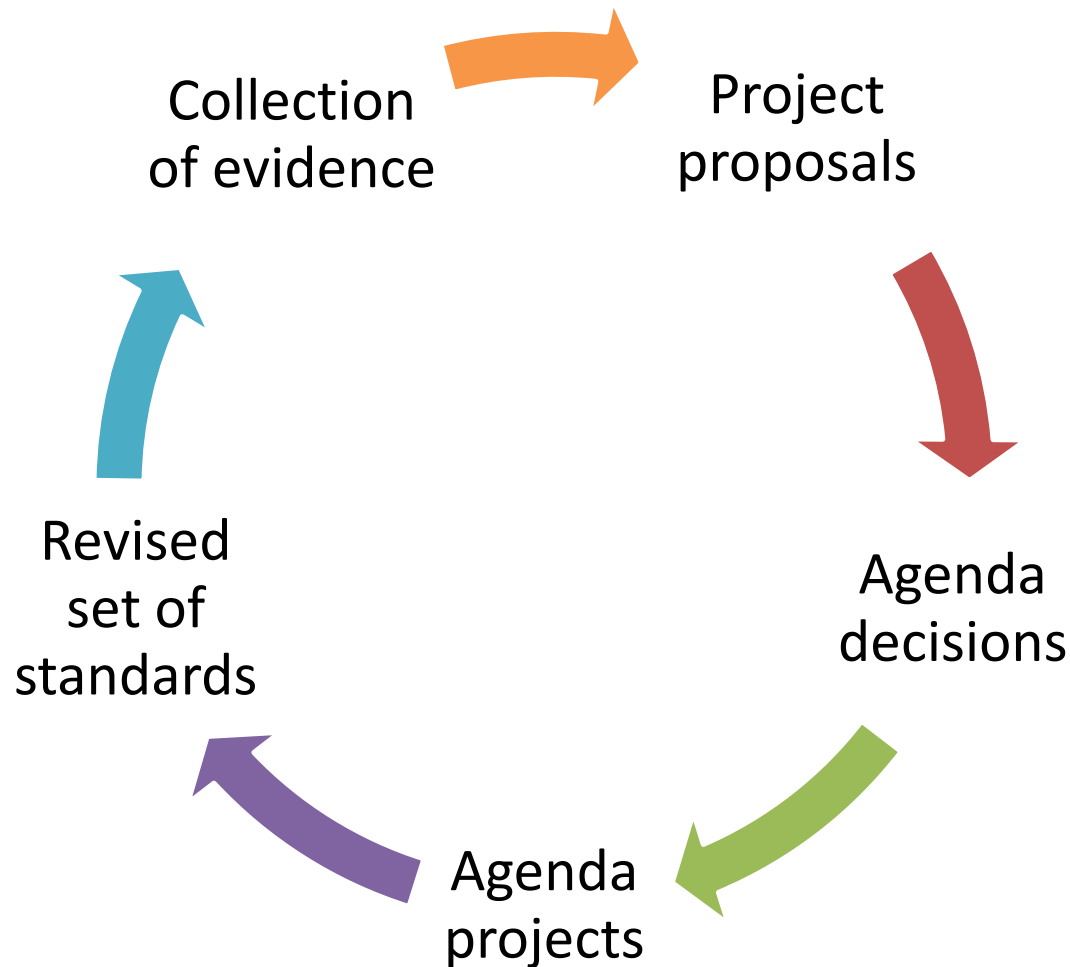 Collection
of evidence
Project
proposals
Agenda
decisions
Agenda
projects
Revised
set of
standards